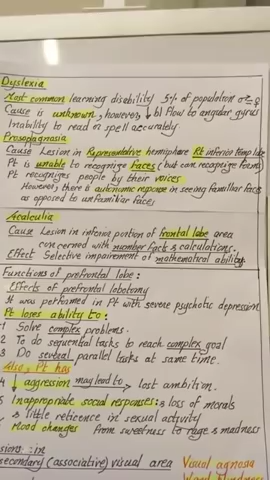 Dyslexia
Most common learning disability 5% of population ♂≥♀
Cause is unknown, however, ↓ bl flow to angular gyrus
Inability to read or spell accurately.
Prosopagnosia
Cause Lesion in Representative hemisphere Rt inferior temp lobe
Pt is unable to recognize faces (but can recognize forms)
Pt recognizes people by their voices
However, there is autonomic response in seeing familiar faces
as opposed to unfamiliar faces
Acalculia
Cause Lesion in inferior portion of frontal lobe area
concerned with number facts & calculations.
Effect Selective impairment of mathematical ability
Functions of prefrontal lobe:
Effects of prefrontal lobotomy
It was performed in Pt with severe psychotic depression
Pt loses ability to:
1 Solve complex problems.
2 To do sequential tasks to reach complex goal
3 Do several parallel tasks at same time.
Also, Pt has
4 ↓ aggression may lead to → lost ambition.
5 Inappropriate social responses: & loss of morals
& little reticence in sexual activity
Mood changes from sweetness to rage & madness
sions: in
secondary (associative) visual area Visual agnosia